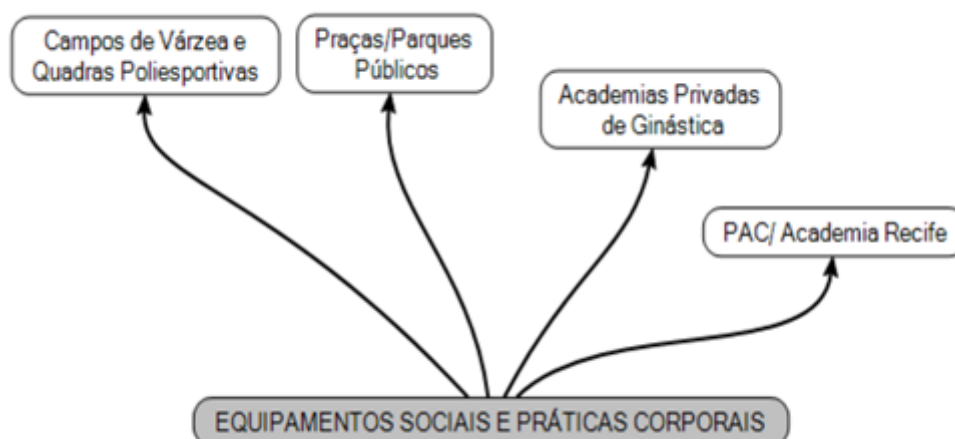 Campos de Várzea e
Quadras Poliesportivas
Praças/Parques
Públicos
Academias Privadas
de Ginástica
PAC/ Academia Recife
EQUIPAMENTOS SOCIAIS E PRÁTICAS CORPORAIS